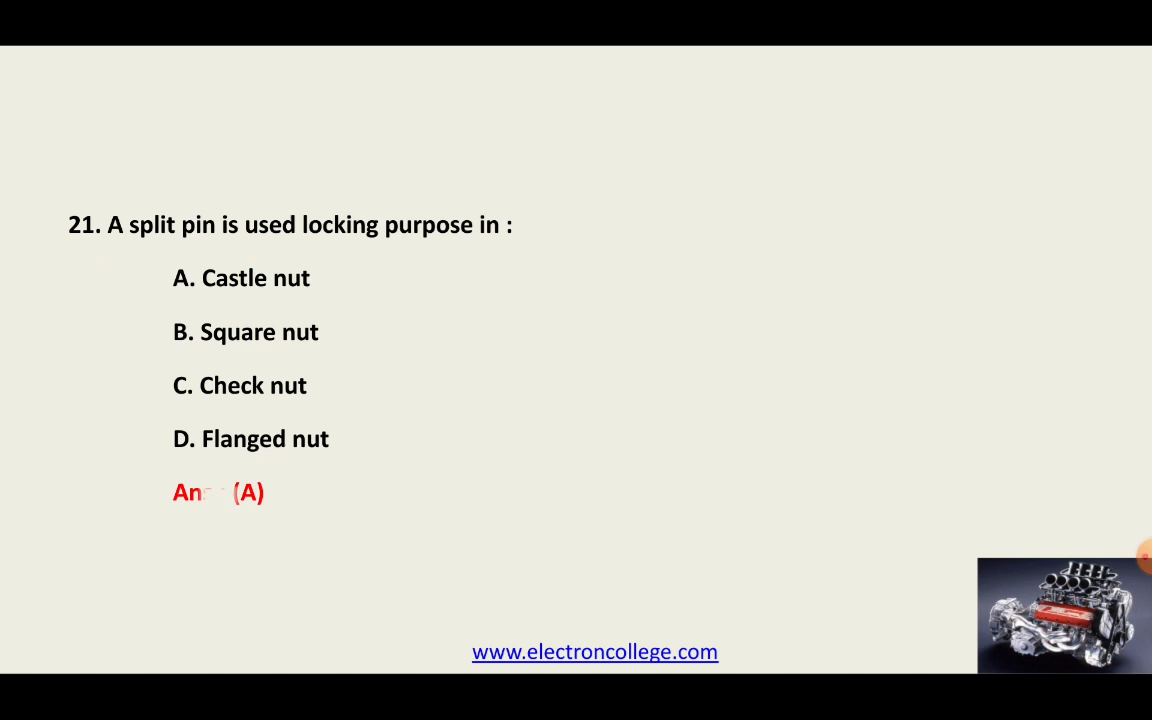 21. A split pin is used locking purpose in :
A. Castle nut
B. Square nut
C. Check nut
D. Flanged nut
(A)
www.electroncollege.com